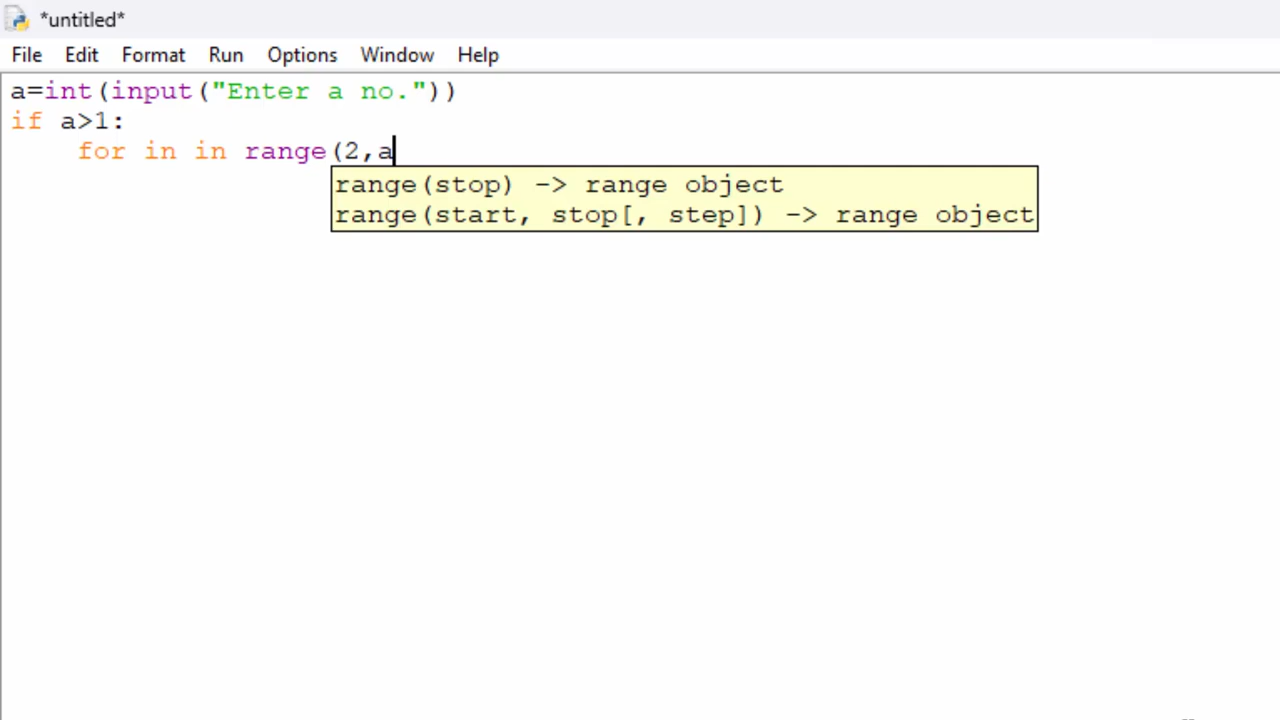 *untitled*
File Edit Format Run Options Window Help
a=int(input("Enter a no."))
if a>1:
    for in in range(2,a
range(stop) -> range object
range(start, stop[, step]) -> range object